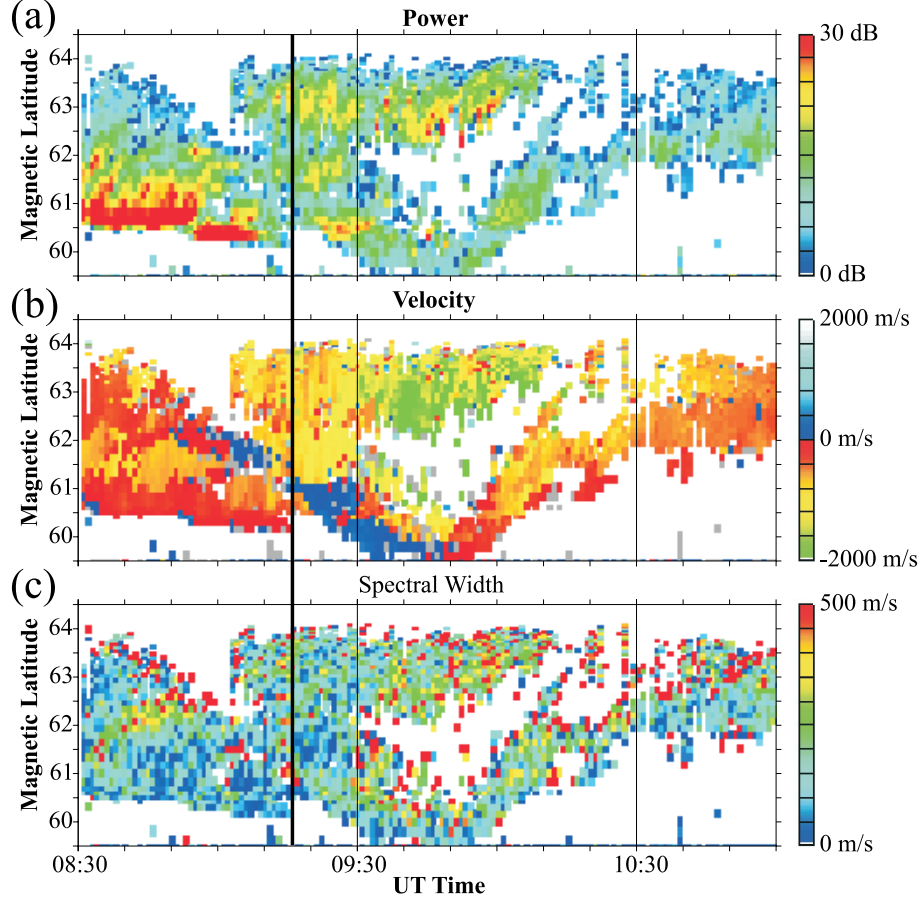 (a)
Power
30 dB
64
63
62
61
60
Magnetic Latitude
0 dB
(b)
Velocity
2000 m/s
64
63
62
61
60
Magnetic Latitude
0 m/s
-2000 m/s
(c)
Spectral Width
500 m/s
64
63
62
61
60
Magnetic Latitude
0 m/s
08:30 09:30 10:30
UT Time